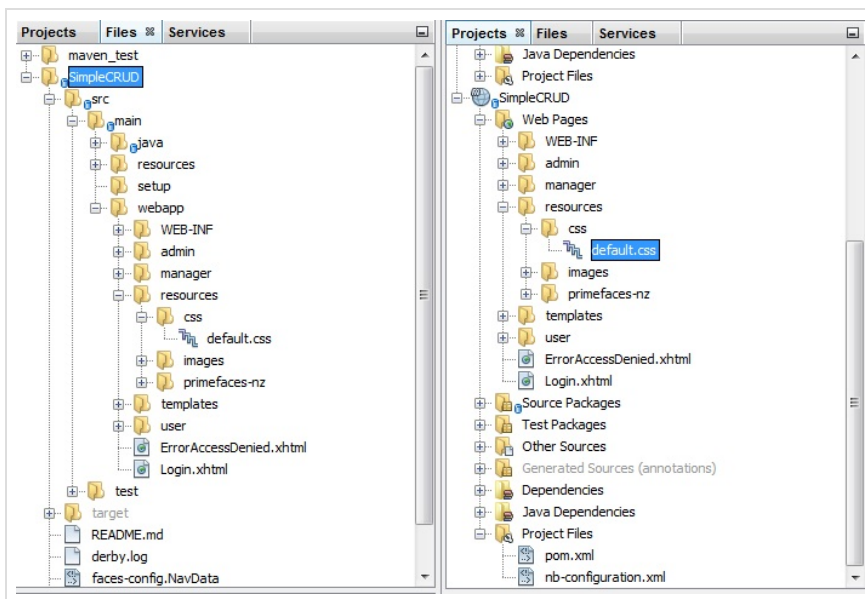 Projects Files Services
maven_test
SimpleCRUD
src
main
java
resources
setup
webapp
WEB-INF
admin
manager
resources
css
default.css
images
primefaces-nz
templates
user
ErrorAccessDenied.xhtml
Login.xhtml
test
target
README.md
derby.log
faces-config.NavData
Projects Files Services
Java Dependencies
Project Files
SimpleCRUD
Web Pages
WEB-INF
admin
manager
resources
css
default.css
images
primefaces-nz
templates
user
ErrorAccessDenied.xhtml
Login.xhtml
Source Packages
Test Packages
Other Sources
Generated Sources (annotations)
Dependencies
Java Dependencies
Project Files
pom.xml
nb-configuration.xml